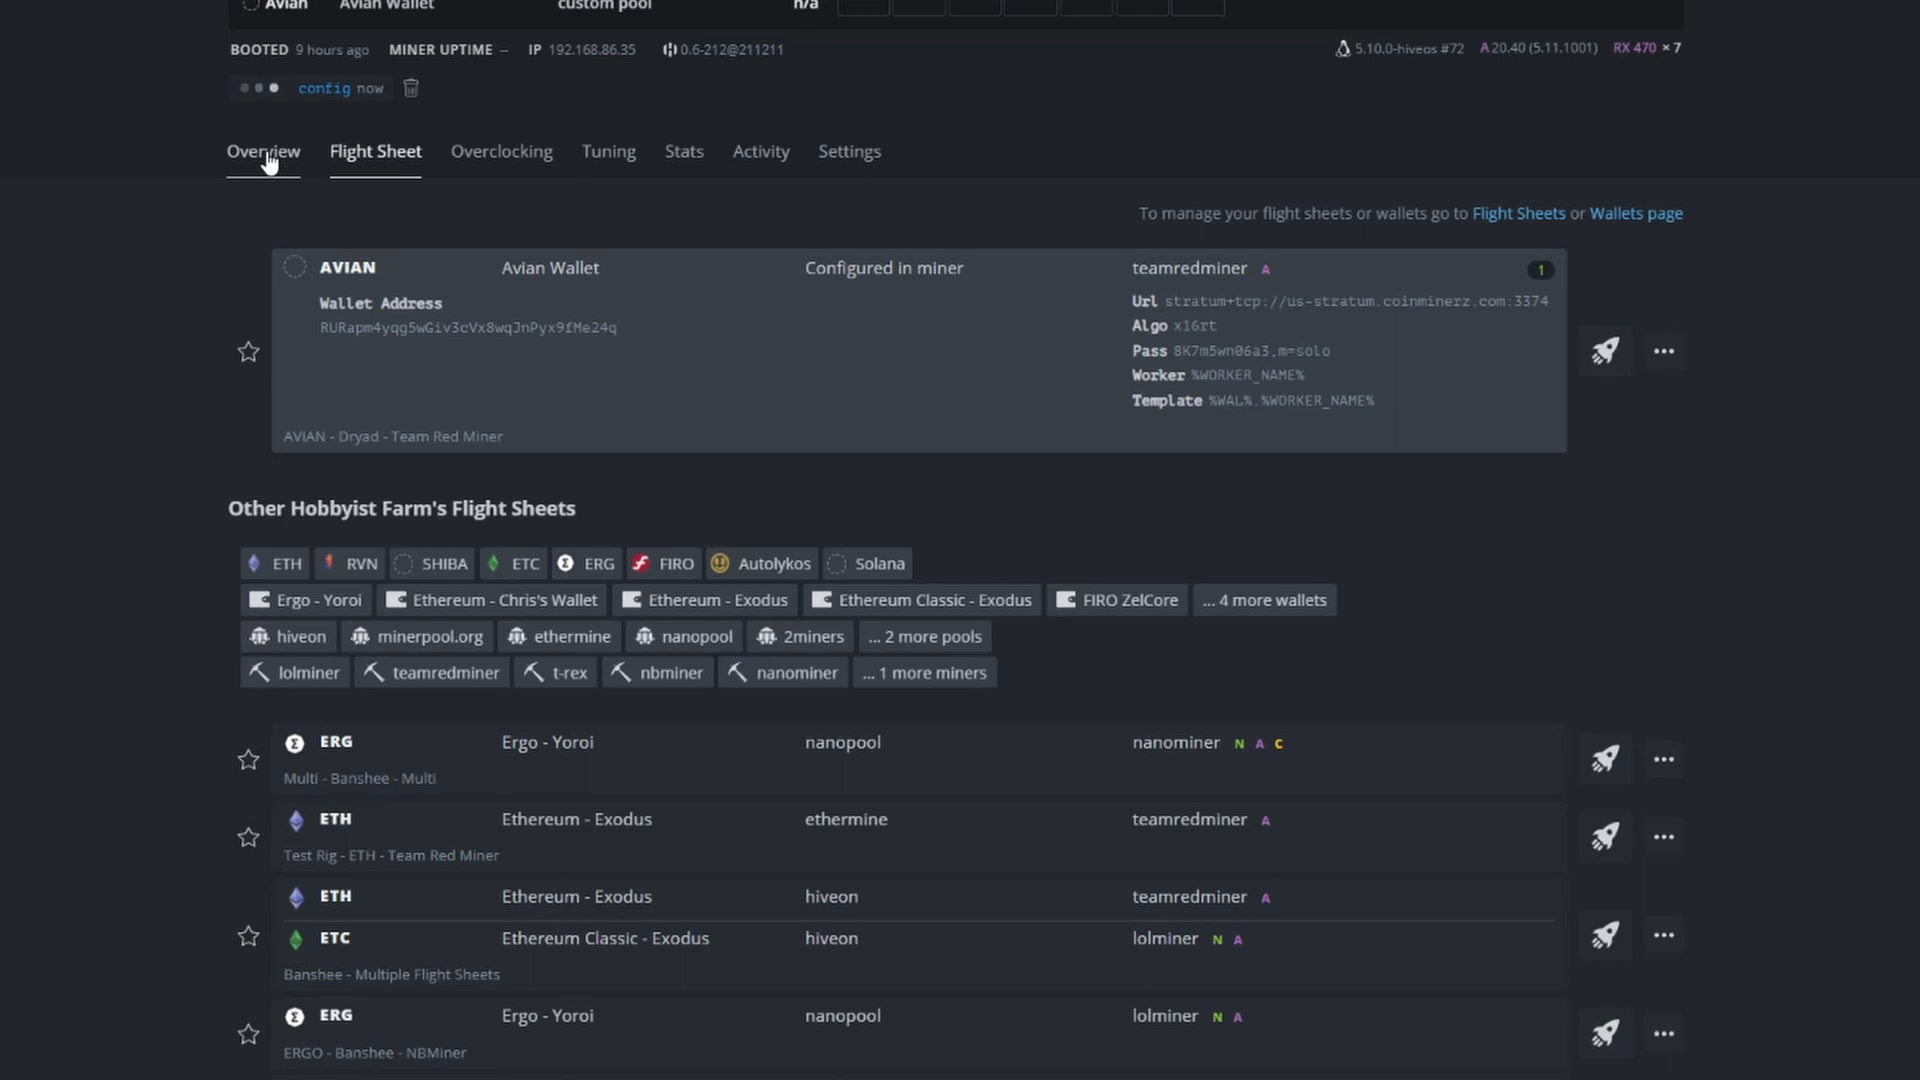 Avian Avian Wallet custom pool n/a
BOOTED 9 hours ago MINER UPTIME -- IP 192.168.86.35 0.6-212@211211 5.10.0-hiveos #72 A 20.40 (5.11.1001) RX 470 × 7
config now
Overview Flight Sheet Overclocking Tuning Stats Activity Settings
To manage your flight sheets or wallets go to Flight Sheets or Wallets page
AVIAN Avian Wallet Configured in miner teamredminer A 1
Wallet Address
RURapm4yqg5wGiv3cVx8wqJnPyx9fMe24q
Url stratum+tcp://us-stratum.coinminerz.com:3374
Algo x16rt
Pass 8K7m5wn06a3,m=solo
Worker %WORKER_NAME%
Template %WAL%.%WORKER_NAME%
AVIAN - Dryad - Team Red Miner
Other Hobbyist Farm's Flight Sheets
ETH RVN SHIBA ETC ERG FIRO Autolykos Solana
Ergo - Yoroi Ethereum - Chris's Wallet Ethereum - Exodus Ethereum Classic - Exodus FIRO ZelCore ... 4 more wallets
hiveon minerpool.org ethermine nanopool 2miners ... 2 more pools
lolminer teamredminer t-rex nbminer nanominer ... 1 more miners
ERG Ergo - Yoroi nanopool nanominer N A C
Multi - Banshee - Multi
ETH Ethereum - Exodus ethermine teamredminer A
Test Rig - ETH - Team Red Miner
ETH Ethereum - Exodus hiveon teamredminer A
ETC Ethereum Classic - Exodus hiveon lolminer N A
Banshee - Multiple Flight Sheets
ERG Ergo - Yoroi nanopool lolminer N A
ERGO - Banshee - NBMiner